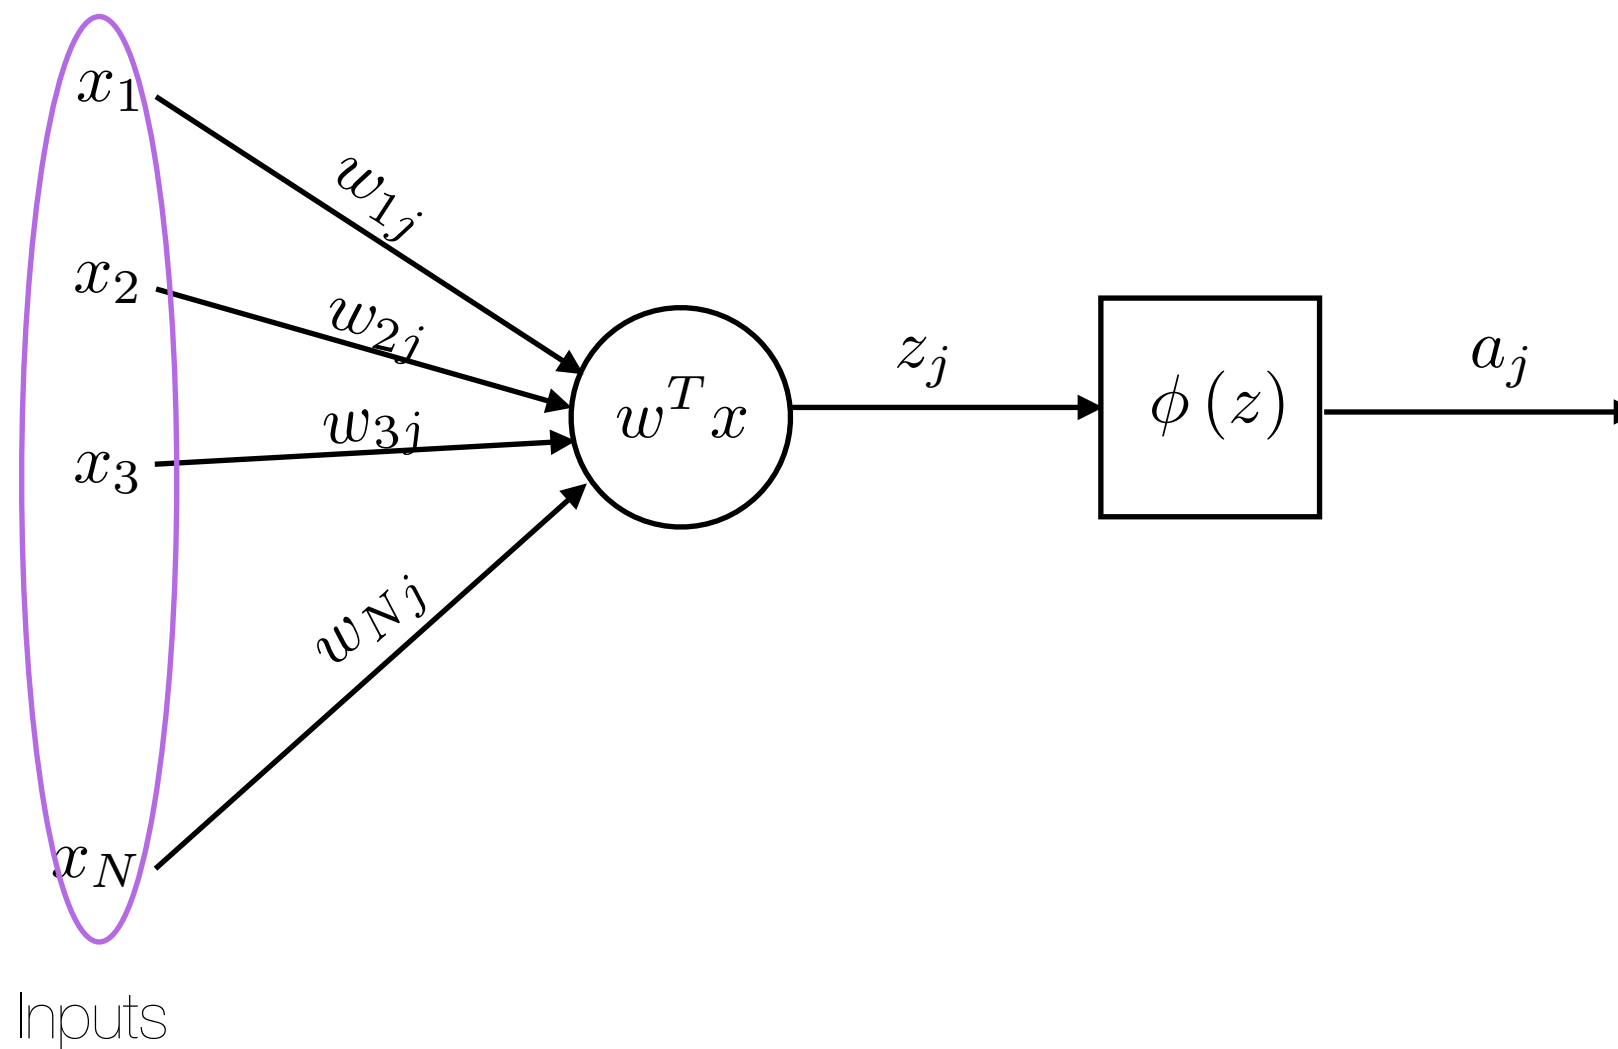 x_1
w_{1j}
x_2
w_{2j}
x_3
w_{3j}
w^T x
z_j
ϕ(z)
a_j
w_{Nj}
x_N
Inputs